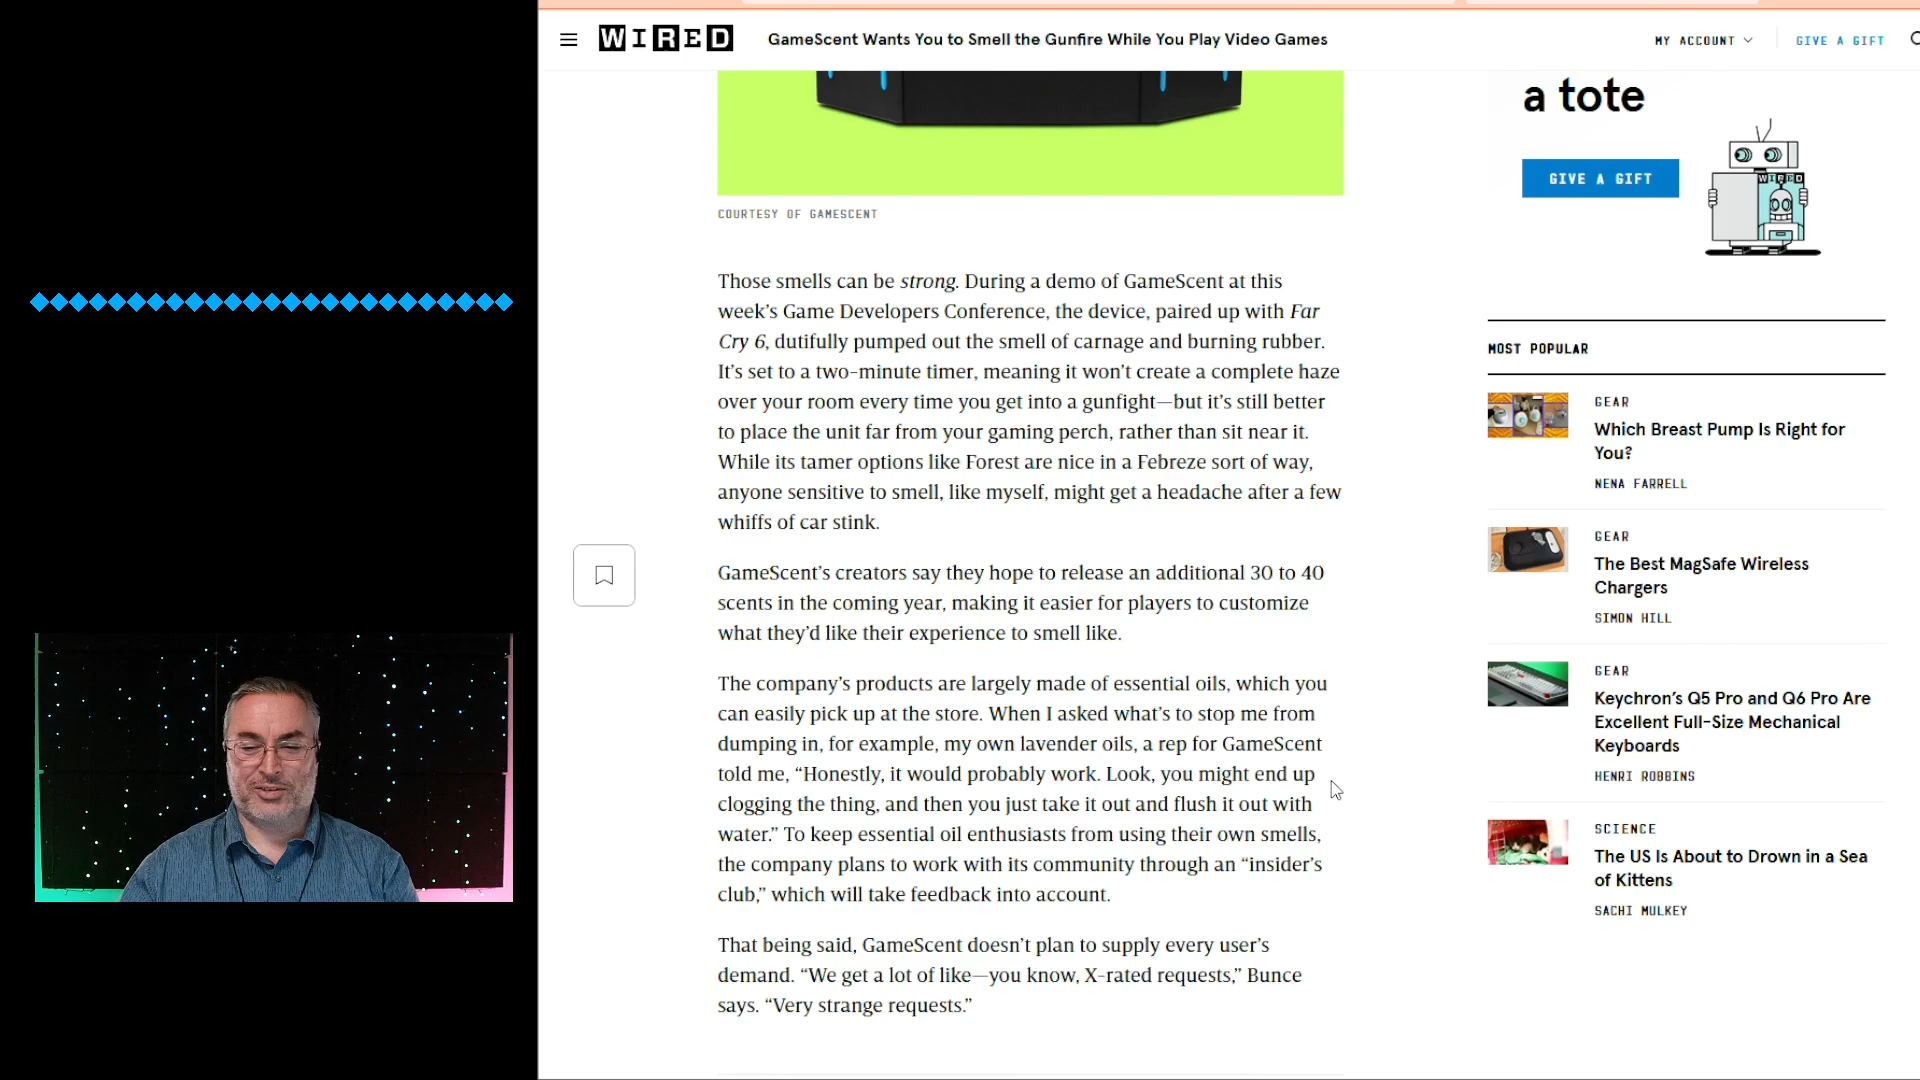 WIRED
GameScent Wants You to Smell the Gunfire While You Play Video Games
MY ACCOUNT
GIVE A GIFT
COURTESY OF GAMESCENT
Those smells can be strong. During a demo of GameScent at this
week’s Game Developers Conference, the device, paired up with Far
Cry 6, dutifully pumped out the smell of carnage and burning rubber.
It’s set to a two-minute timer, meaning it won’t create a complete haze
over your room every time you get into a gunfight—but it’s still better
to place the unit far from your gaming perch, rather than sit near it.
While its tamer options like Forest are nice in a Febreze sort of way,
anyone sensitive to smell, like myself, might get a headache after a few
whiffs of car stink.
GameScent’s creators say they hope to release an additional 30 to 40
scents in the coming year, making it easier for players to customize
what they’d like their experience to smell like.
The company’s products are largely made of essential oils, which you
can easily pick up at the store. When I asked what’s to stop me from
dumping in, for example, my own lavender oils, a rep for GameScent
told me, “Honestly, it would probably work. Look, you might end up
clogging the thing, and then you just take it out and flush it out with
water.” To keep essential oil enthusiasts from using their own smells,
the company plans to work with its community through an “insider’s
club,” which will take feedback into account.
That being said, GameScent doesn’t plan to supply every user’s
demand. “We get a lot of like—you know, X-rated requests,” Bunce
says. “Very strange requests.”
a tote
GIVE A GIFT
WIRED
MOST POPULAR
GEAR
Which Breast Pump Is Right for
You?
NENA FARRELL
GEAR
The Best MagSafe Wireless
Chargers
SIMON HILL
GEAR
Keychron’s Q5 Pro and Q6 Pro Are
Excellent Full-Size Mechanical
Keyboards
HENRI ROBBINS
SCIENCE
The US Is About to Drown in a Sea
of Kittens
SACHI MULKEY